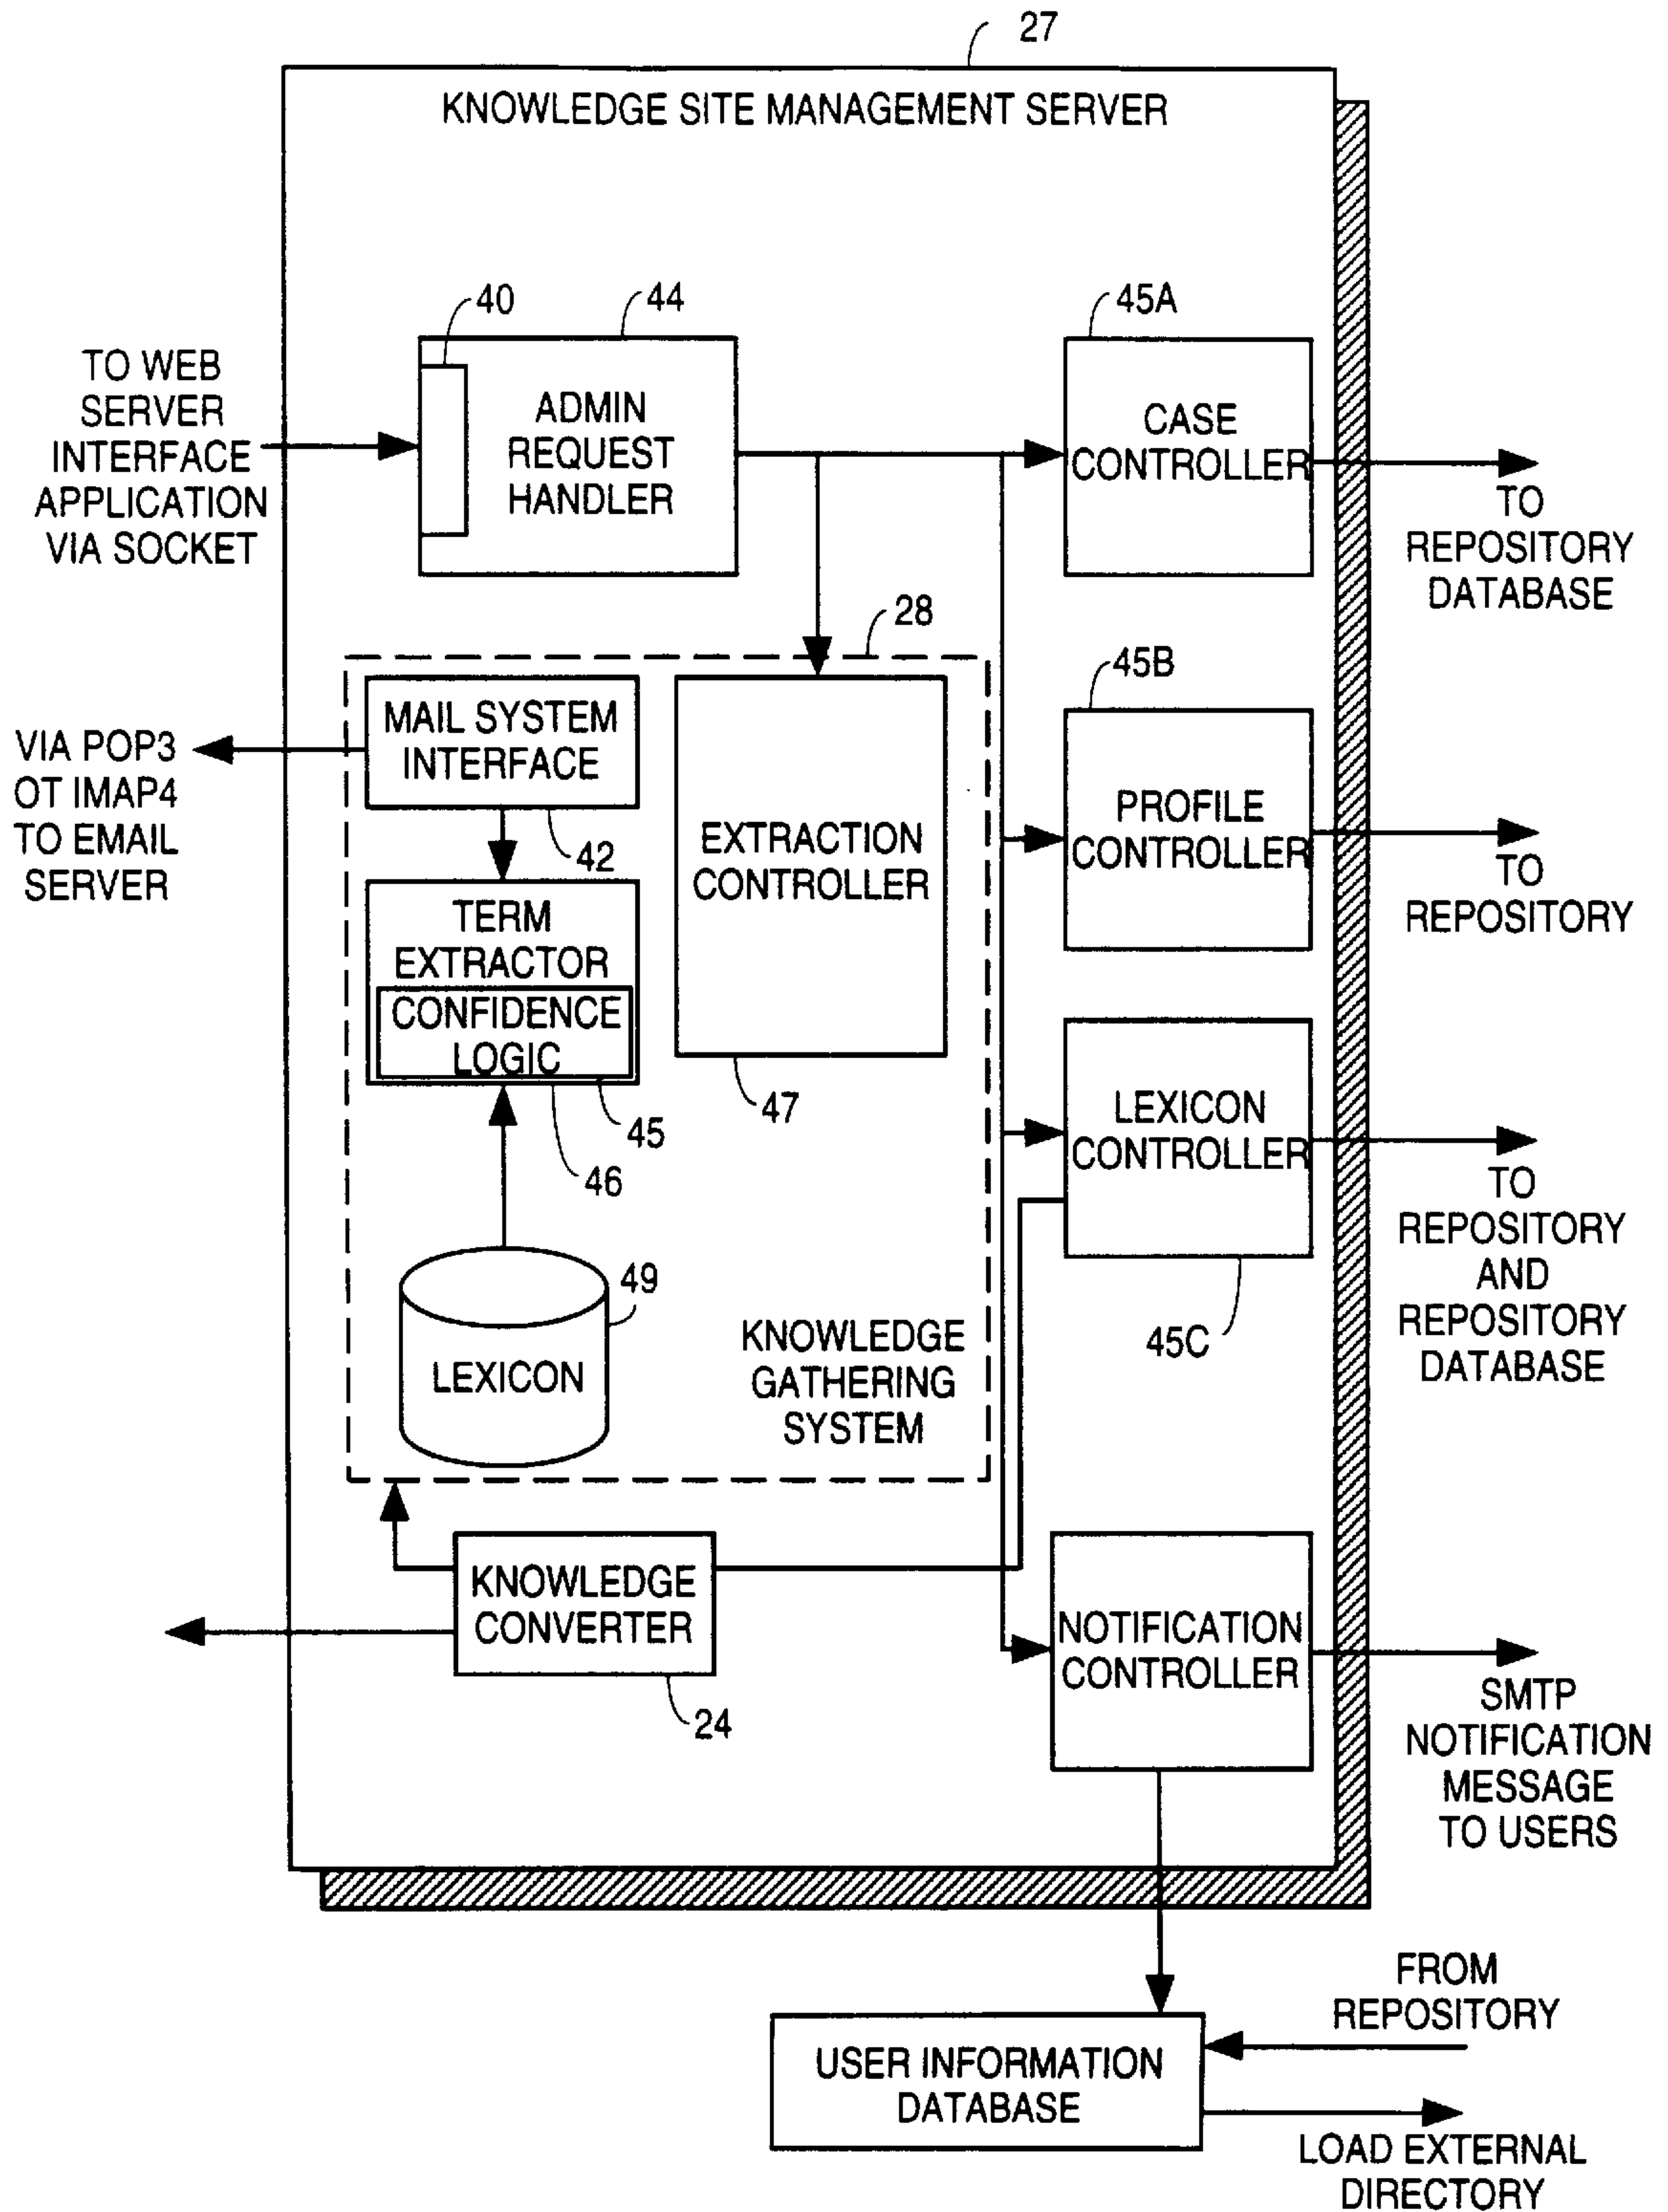 27
KNOWLEDGE SITE MANAGEMENT SERVER
40
44
45A
TO WEB
SERVER
INTERFACE
APPLICATION
VIA SOCKET
ADMIN
REQUEST
HANDLER
CASE
CONTROLLER
TO
REPOSITORY
DATABASE
28
45B
MAIL SYSTEM
INTERFACE
VIA POP3
OT IMAP4
TO EMAIL
SERVER
42
EXTRACTION
CONTROLLER
PROFILE
CONTROLLER
TO
REPOSITORY
TERM
EXTRACTOR
CONFIDENCE
LOGIC
45
46
47
LEXICON
CONTROLLER
TO
REPOSITORY
AND
REPOSITORY
DATABASE
45C
49
LEXICON
KNOWLEDGE
GATHERING
SYSTEM
KNOWLEDGE
CONVERTER
24
NOTIFICATION
CONTROLLER
SMTP
NOTIFICATION
MESSAGE
TO USERS
FROM
REPOSITORY
USER INFORMATION
DATABASE
LOAD EXTERNAL
DIRECTORY